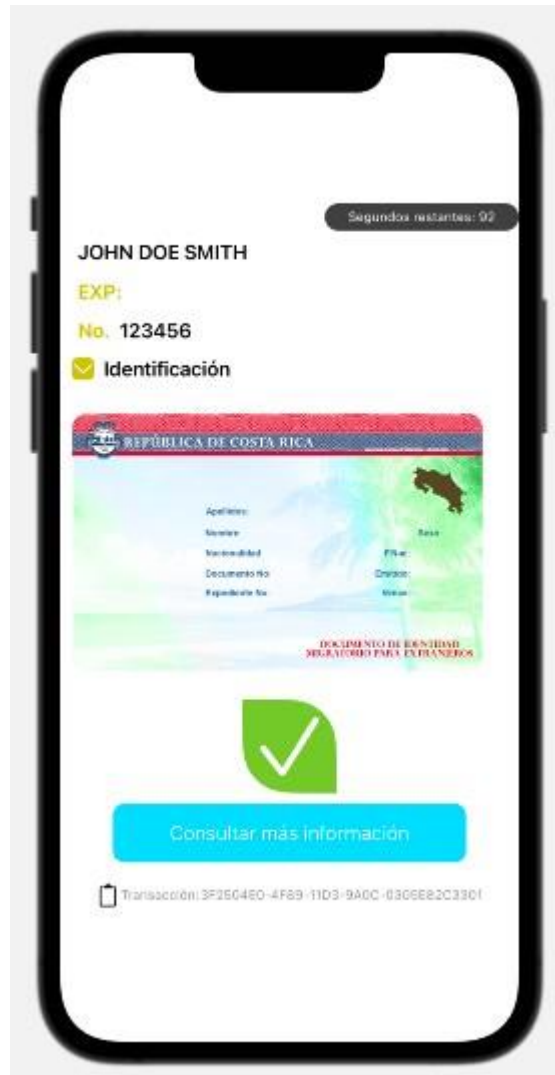 Segundos restantes: 92
JOHN DOE SMITH
EXP:
No. 123456
Identificación
REPÚBLICA DE COSTA RICA
Apellidos:
Nombre Sexo
Nacionalidad F.Nac
Documento No Emisión:
Expediente No Vence:
DOCUMENTO DE IDENTIDAD
MIGRATORIO PARA EXTRANJEROS
Consultar más información
Transacción: 3F2504E0-4F89-11D3-9A0C-0305E82C3301